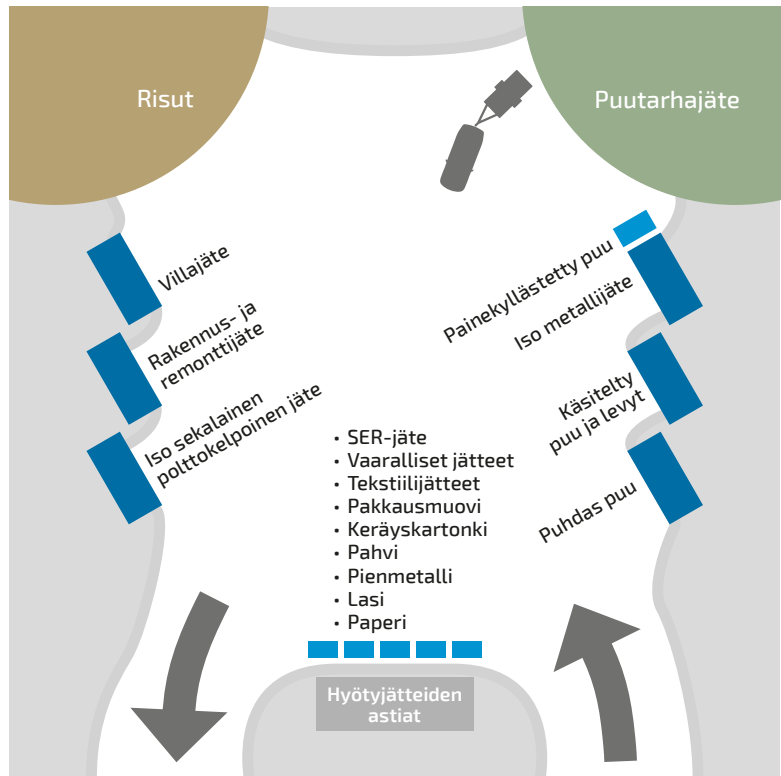 Risut
Puutarhajäte
Villajäte
Rakennus- ja
remonttijäte
Iso sekalainen
polttokelpoinen jäte
Painekyllästetty puu
Iso metallijäte
Käsitelty
puu ja levyt
Puhdas puu
• SER-jäte
• Vaaralliset jätteet
• Tekstiilijätteet
• Pakkausmuovi
• Keräyskartonki
• Pahvi
• Pienmetalli
• Lasi
• Paperi
Hyötyjätteiden
astiat